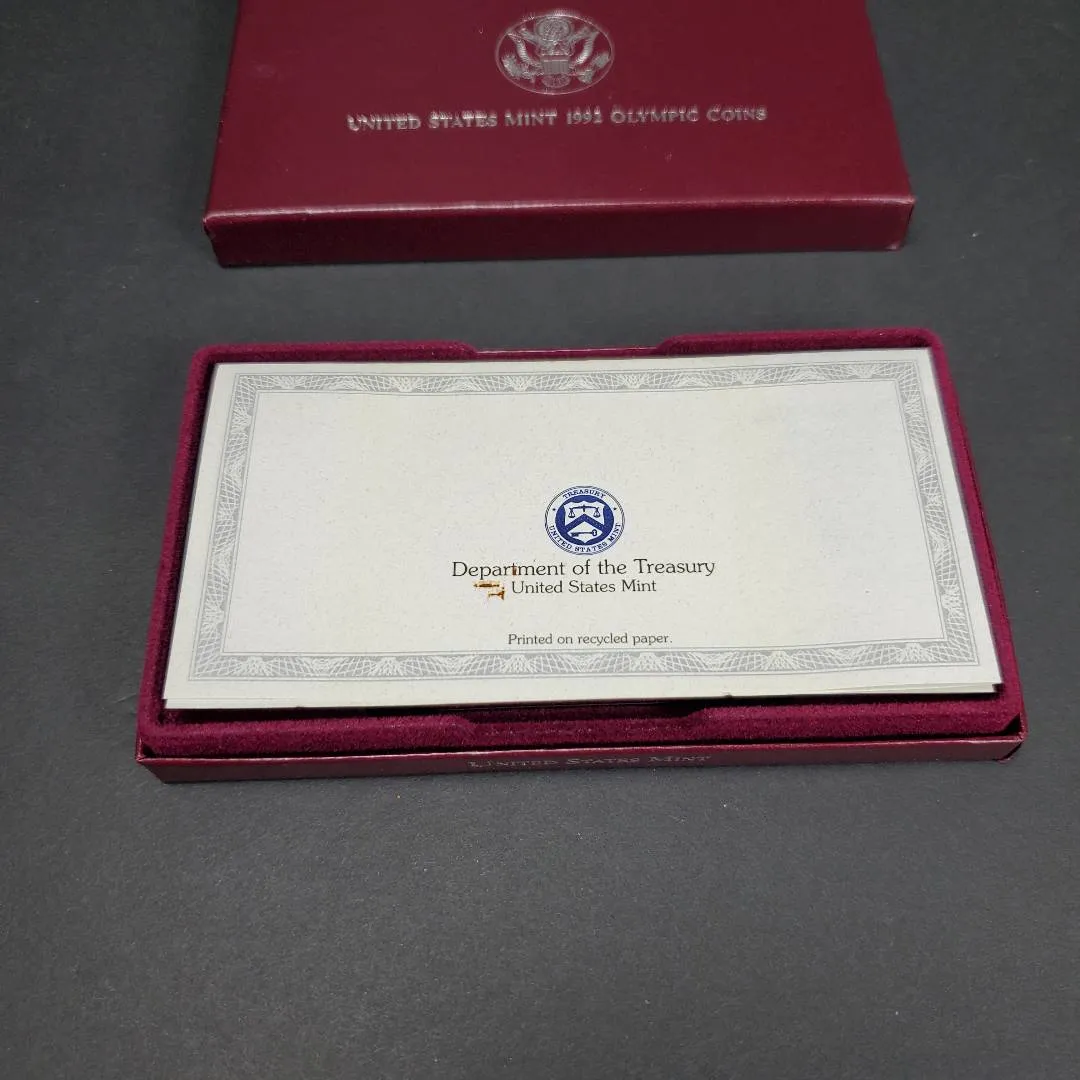 UNITED STATES MINT 1992 OLYMPIC COINS
TREASURY
UNITED STATES MINT
Department of the Treasury
United States Mint
Printed on recycled paper.
UNITED STATES MINT